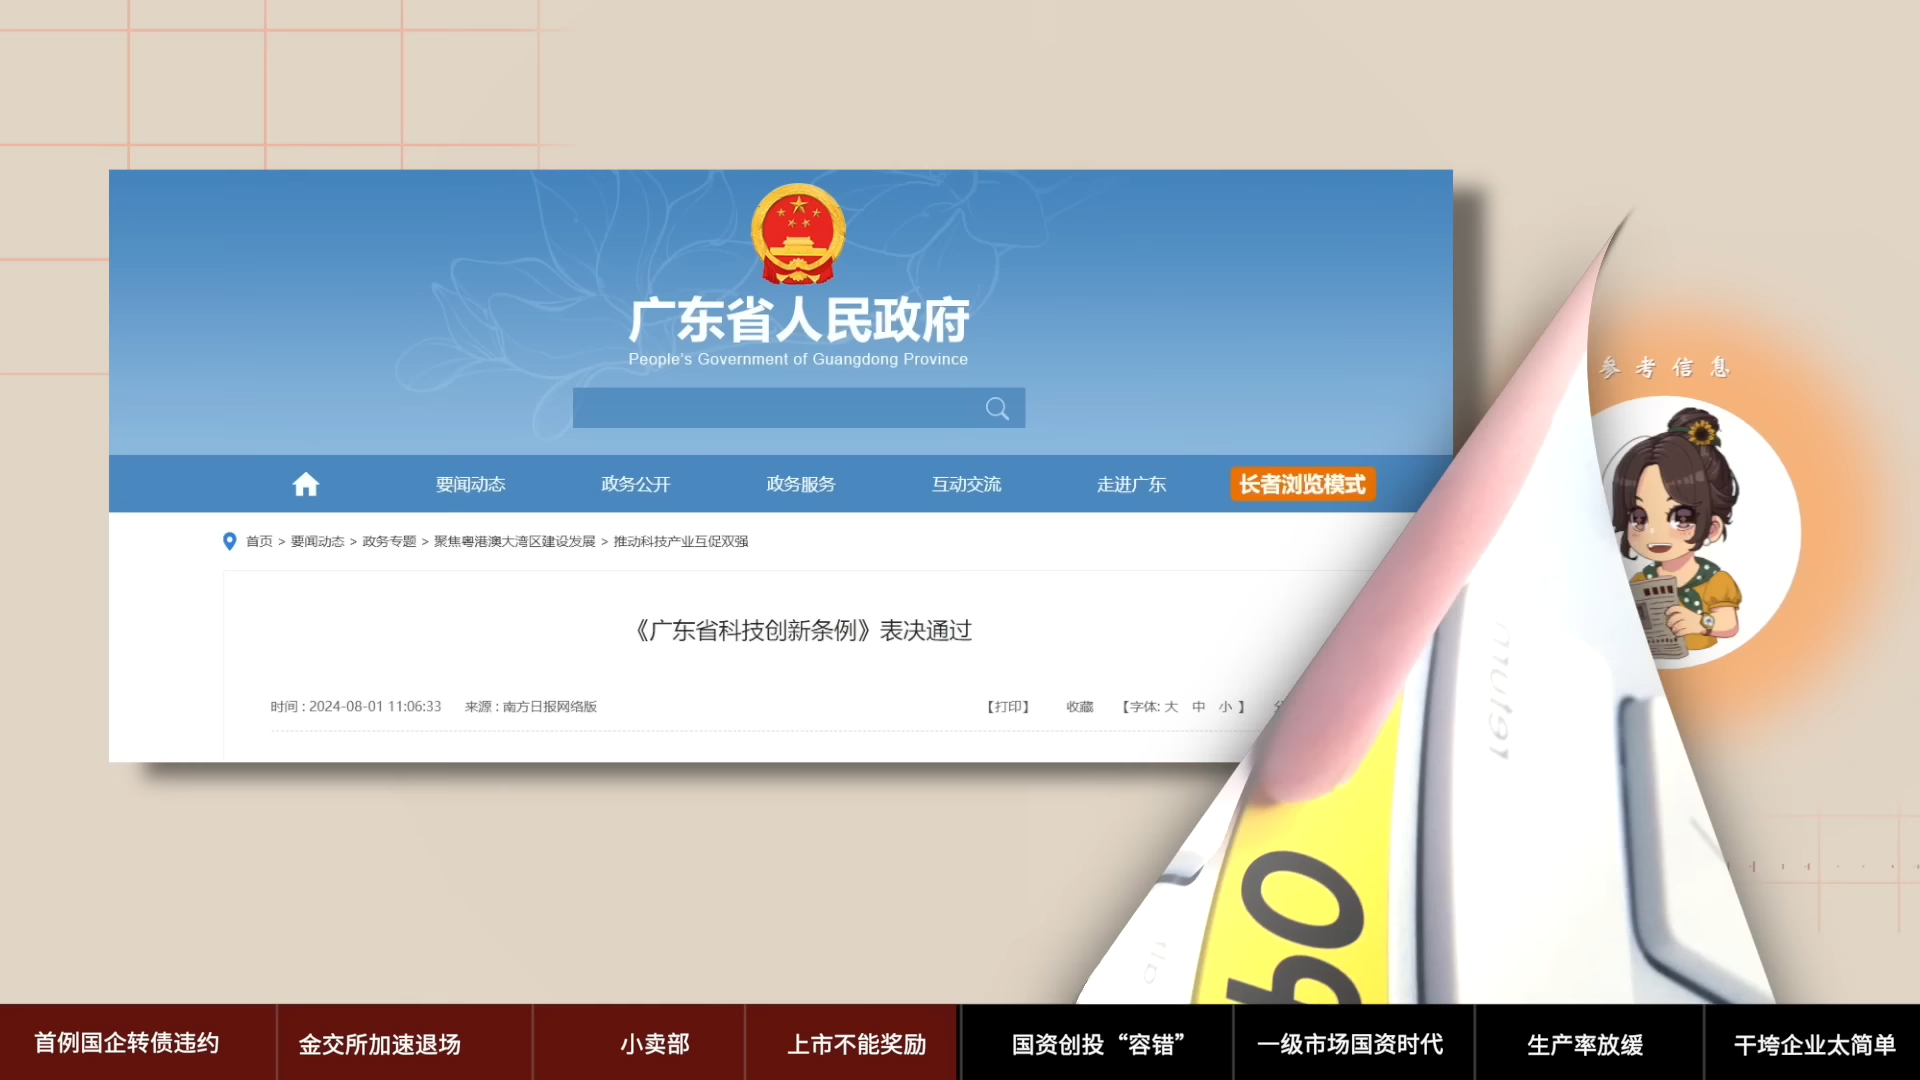 广东省人民政府
People's Government of Guangdong Province
要闻动态 政务公开 政务服务 互动交流 走进广东 长者浏览模式
首页 > 要闻动态 > 政务专题 > 聚焦粤港澳大湾区建设发展 > 推动科技产业互促双强
《广东省科技创新条例》表决通过
时间 : 2024-08-01 11:06:33 来源 : 南方日报网络版 【打印】 收藏 【字体: 大 中 小 】
参考信息
首例国企转债违约 金交所加速退场 小卖部 上市不能奖励 国资创投“容错” 一级市场国资时代 生产率放缓 干垮企业太简单